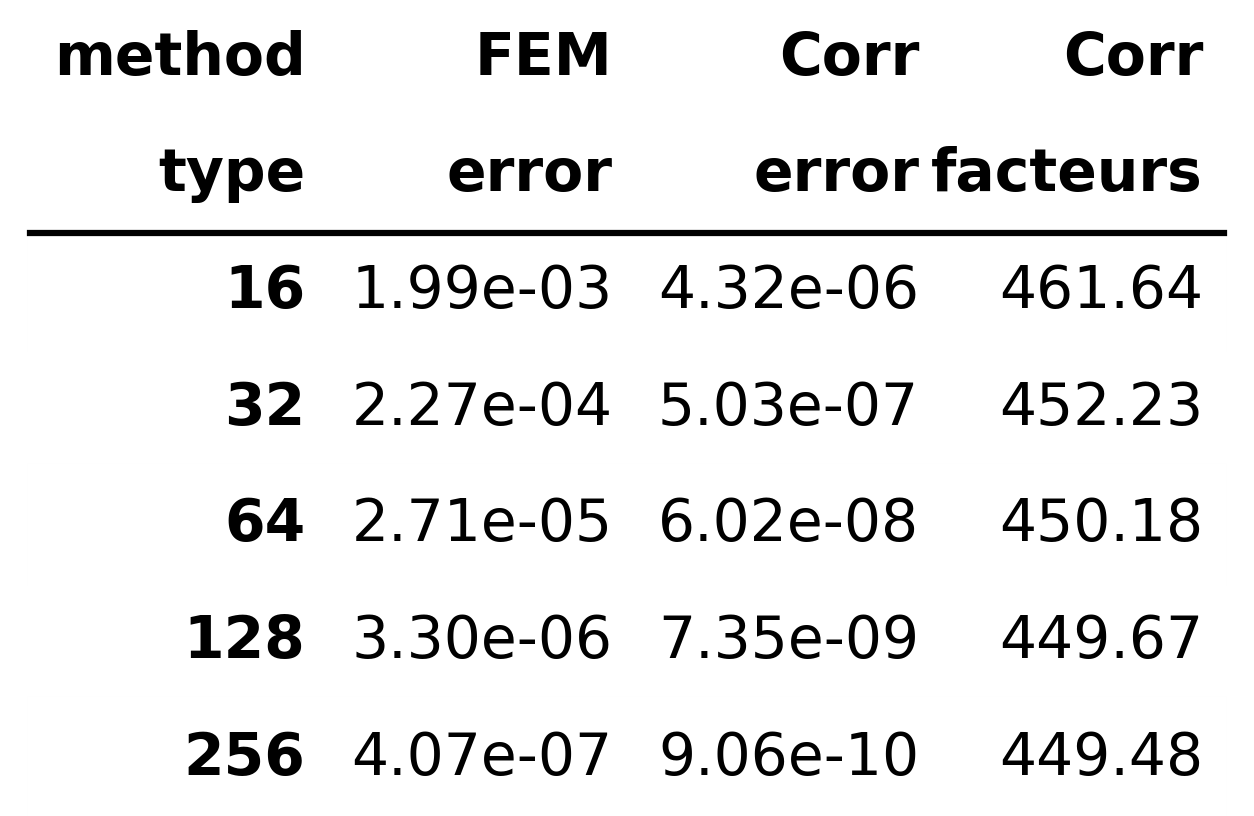 method FEM Corr Corr
type error error facteurs
16 1.99e-03 4.32e-06 461.64
32 2.27e-04 5.03e-07 452.23
64 2.71e-05 6.02e-08 450.18
128 3.30e-06 7.35e-09 449.67
256 4.07e-07 9.06e-10 449.48